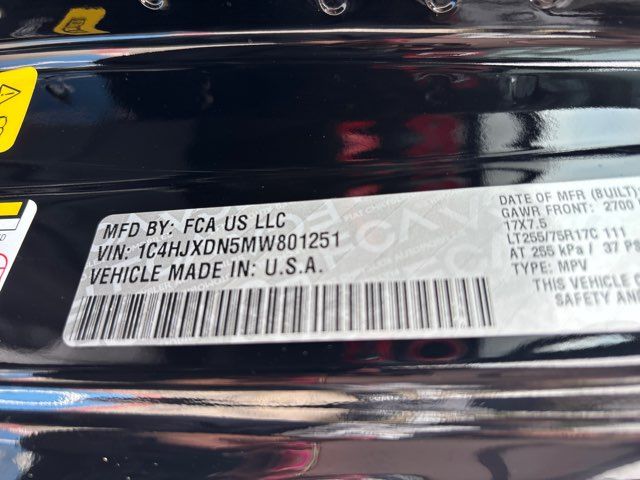 MFD BY: FCA US LLC
VIN: 1C4HJXDN5MW801251
VEHICLE MADE IN U.S.A.
DATE OF MFR (BUILT)
GAWR FRONT: 2700
17X7.5
LT255/75R17C 111
AT 255 kPa / 37 PS
TYPE: MPV
THIS VEHICLE
SAFETY AN